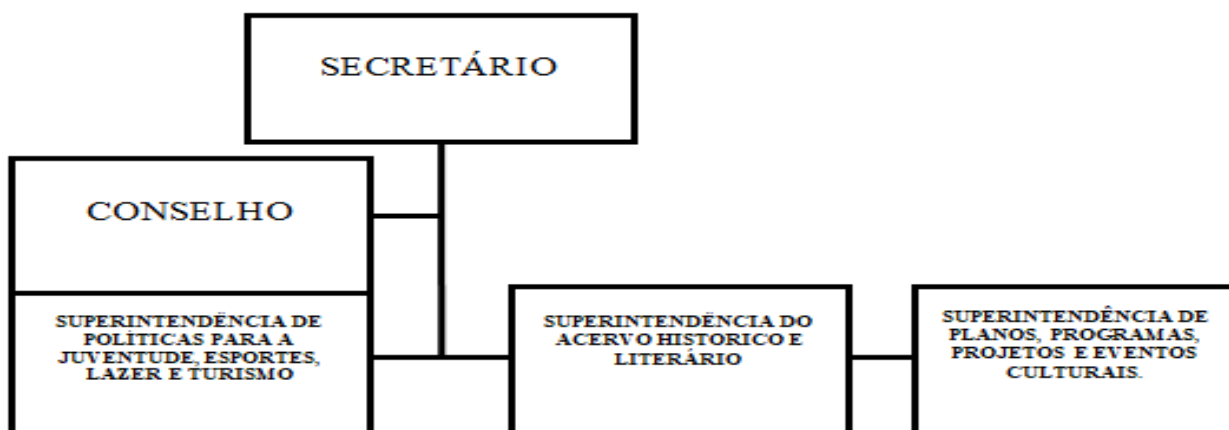 SECRETÁRIO
CONSELHO
SUPERINTENDÊNCIA DE
POLÍTICAS PARA A
JUVENTUDE, ESPORTES,
LAZER E TURISMO
SUPERINTENDÊNCIA DO
ACERVO HISTORICO E
LITERÁRIO
SUPERINTENDÊNCIA DE
PLANOS, PROGRAMAS,
PROJETOS E EVENTOS
CULTURAIS.